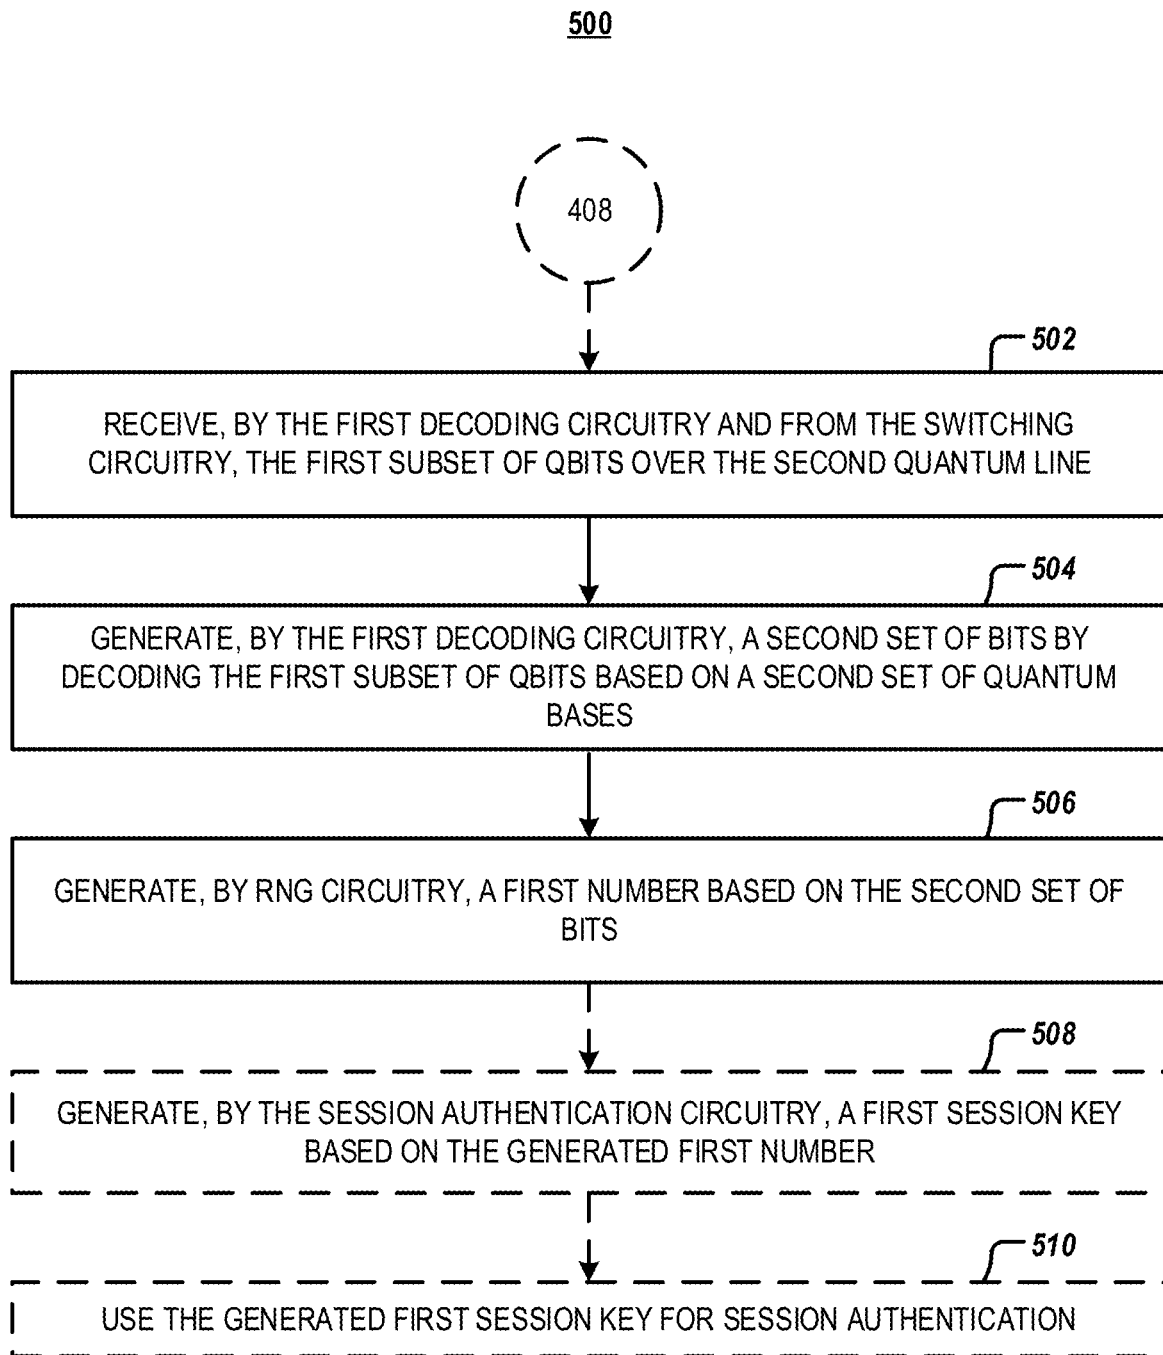 500
408
502
RECEIVE, BY THE FIRST DECODING CIRCUITRY AND FROM THE SWITCHING
CIRCUITRY, THE FIRST SUBSET OF QBITS OVER THE SECOND QUANTUM LINE
504
GENERATE, BY THE FIRST DECODING CIRCUITRY, A SECOND SET OF BITS BY
DECODING THE FIRST SUBSET OF QBITS BASED ON A SECOND SET OF QUANTUM
BASES
506
GENERATE, BY RNG CIRCUITRY, A FIRST NUMBER BASED ON THE SECOND SET OF
BITS
508
GENERATE, BY THE SESSION AUTHENTICATION CIRCUITRY, A FIRST SESSION KEY
BASED ON THE GENERATED FIRST NUMBER
510
USE THE GENERATED FIRST SESSION KEY FOR SESSION AUTHENTICATION